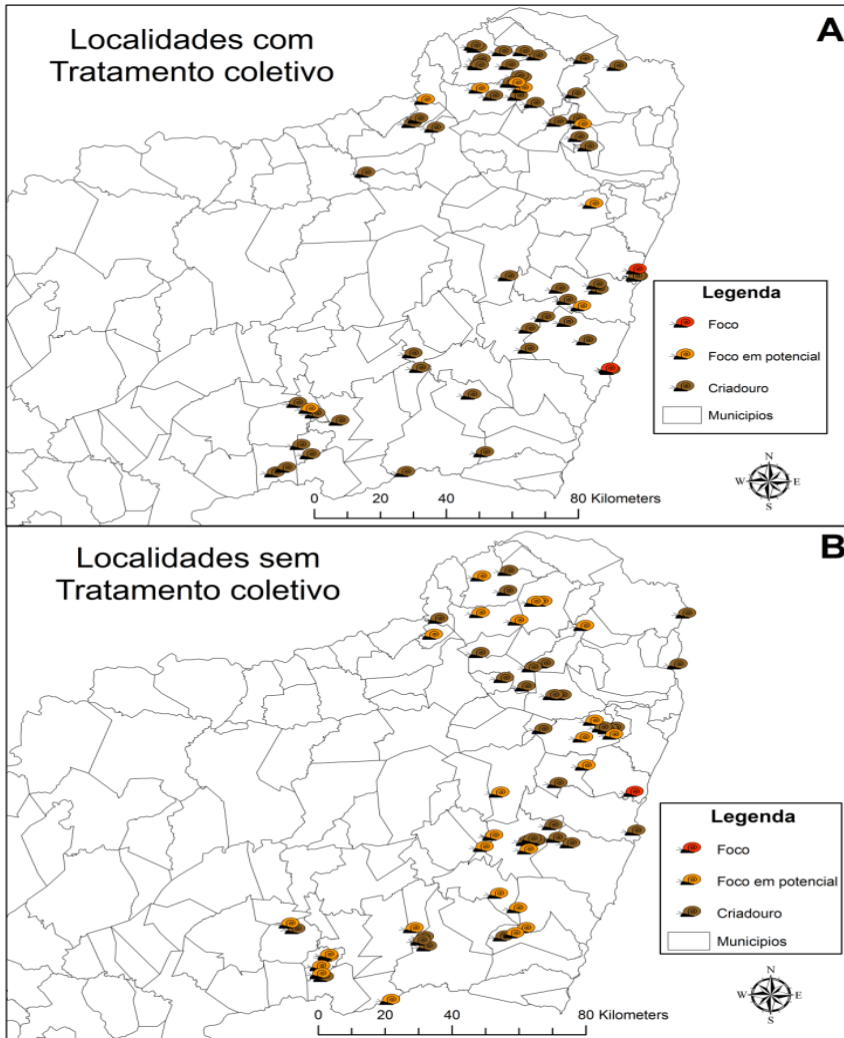 A
Localidades com
Tratamento coletivo
Legenda
Foco
Foco em potencial
Criadouro
Municipios
N
W E
S
0 20 40 80 Kilometers
B
Localidades sem
Tratamento coletivo
Legenda
Foco
Foco em potencial
Criadouro
Municipios
N
W E
S
0 20 40 80 Kilometers